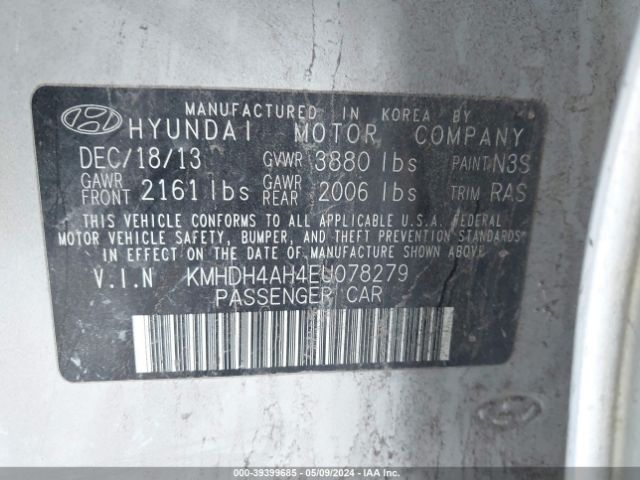 MANUFACTURED IN KOREA BY
HYUNDAI MOTOR COMPANY
DEC/18/13 GVWR 3880 lbs PAINT N3S
GAWR FRONT 2161 lbs GAWR REAR 2006 lbs TRIM RAS
THIS VEHICLE CONFORMS TO ALL APPLICABLE U.S.A. FEDERAL
MOTOR VEHICLE SAFETY, BUMPER, AND THEFT PREVENTION STANDARDS
IN EFFECT ON THE DATE OF MANUFACTURE SHOWN ABOVE
V.I.N KMHDH4AH4EU078279
PASSENGER CAR
000-39399685 - 05/09/2024 - IAAI.com